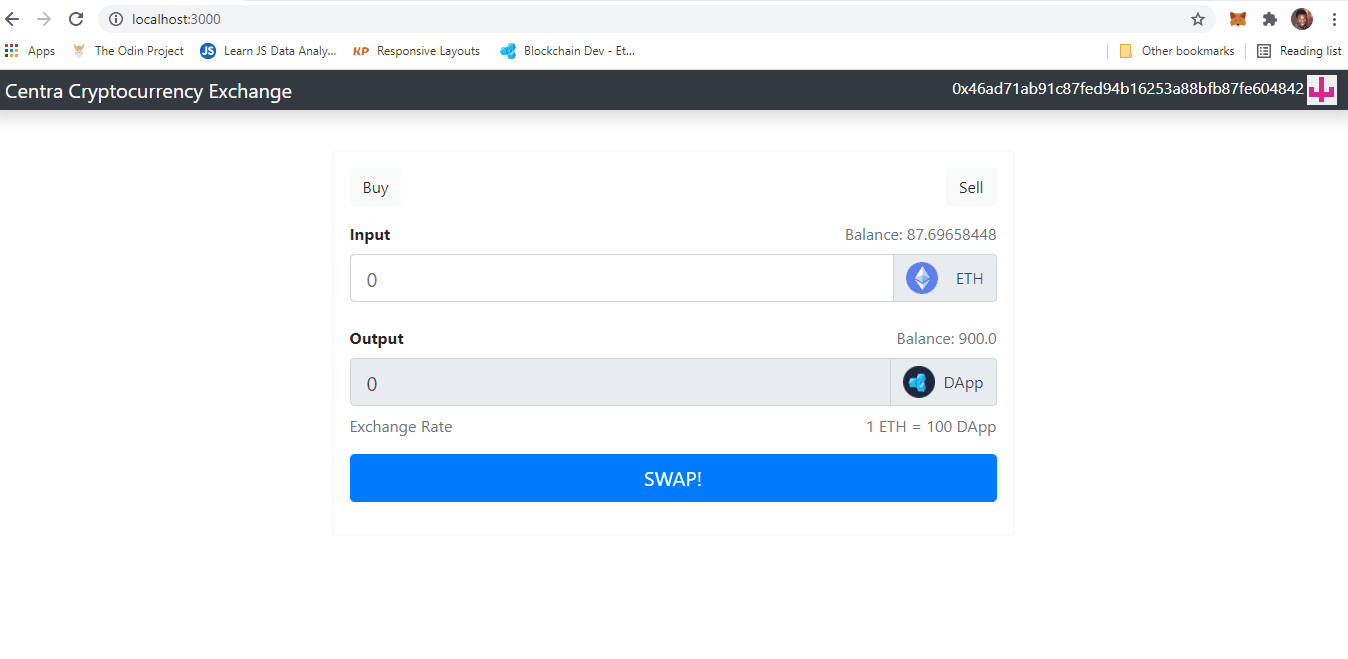 localhost:3000
Apps The Odin Project JS Learn JS Data Analy... KP Responsive Layouts Blockchain Dev - Et... Other bookmarks Reading list
Centra Cryptocurrency Exchange 0x46ad71ab91c87fed94b16253a88bfb87fe604842
Buy Sell
Input Balance: 87.69658448
0 ETH
Output Balance: 900.0
0 DApp
Exchange Rate 1 ETH = 100 DApp
SWAP!